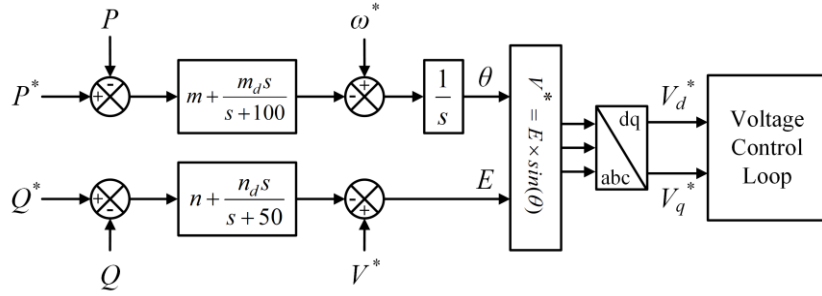 P
ω*
P*
+
-
m + m_d s / (s + 100)
-
+
1 / s
θ
V* = E × sin(θ)
dq
abc
V_d*
V_q*
Voltage
Control
Loop
Q*
+
-
n + n_d s / (s + 50)
-
+
E
Q
V*